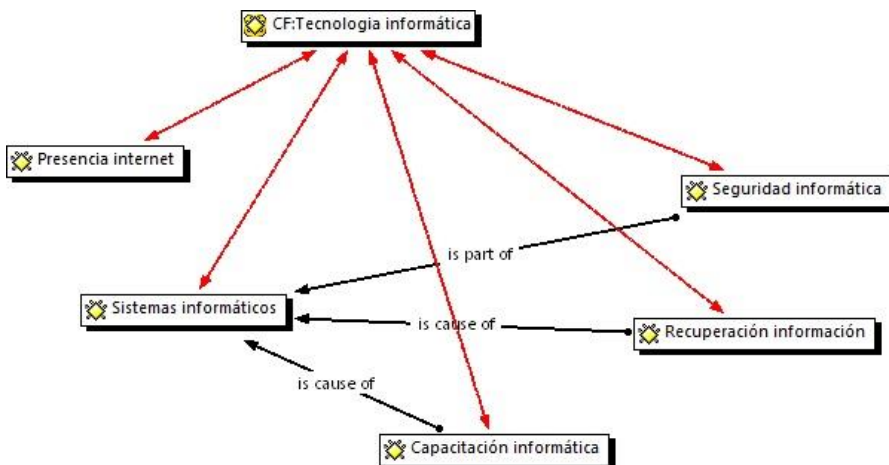 CF:Tecnologia informática
Presencia internet
Seguridad informática
is part of
Sistemas informáticos
is cause of
Recuperación información
is cause of
Capacitación informática